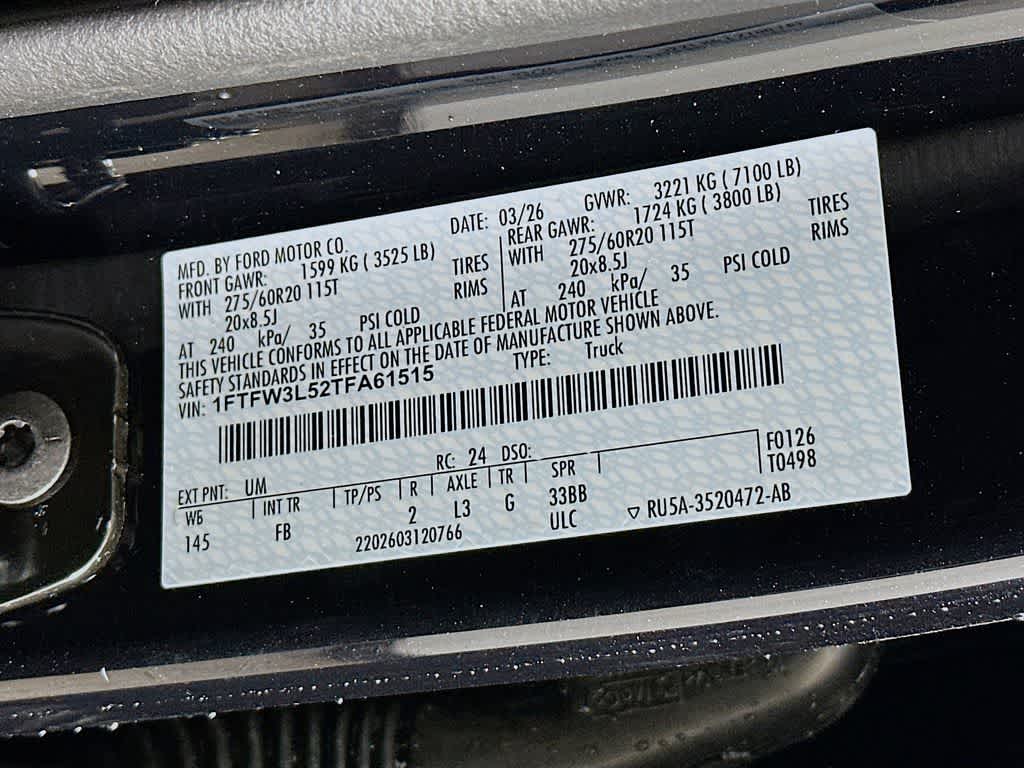 MFD. BY FORD MOTOR CO.
DATE: 03/26
GVWR: 3221 KG ( 7100 LB)
FRONT GAWR: 1599 KG ( 3525 LB)
WITH 275/60R20 115T TIRES
20x8.5J RIMS
AT 240 kPa/ 35 PSI COLD
REAR GAWR: 1724 KG ( 3800 LB)
WITH 275/60R20 115T TIRES
20x8.5J RIMS
AT 240 kPa/ 35 PSI COLD
THIS VEHICLE CONFORMS TO ALL APPLICABLE FEDERAL MOTOR VEHICLE
SAFETY STANDARDS IN EFFECT ON THE DATE OF MANUFACTURE SHOWN ABOVE.
VIN: 1FTFW3L52TFA61515
TYPE: Truck
EXT PNT: UM RC: 24 DSO:
WB INT TR TP/PS R AXLE TR SPR
145 FB 2 L3 G 33BB
2202603120766 ULC
F0126
T0498
▽ RU5A-3520472-AB